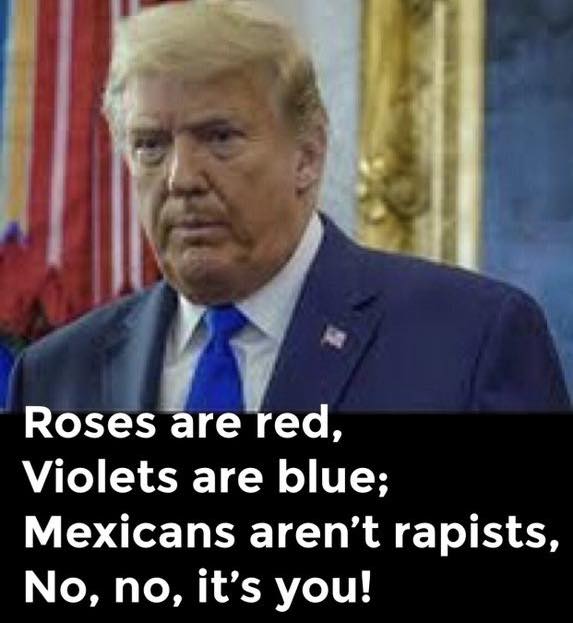 Roses are red,
Violets are blue;
Mexicans aren’t rapists,
No, no, it’s you!